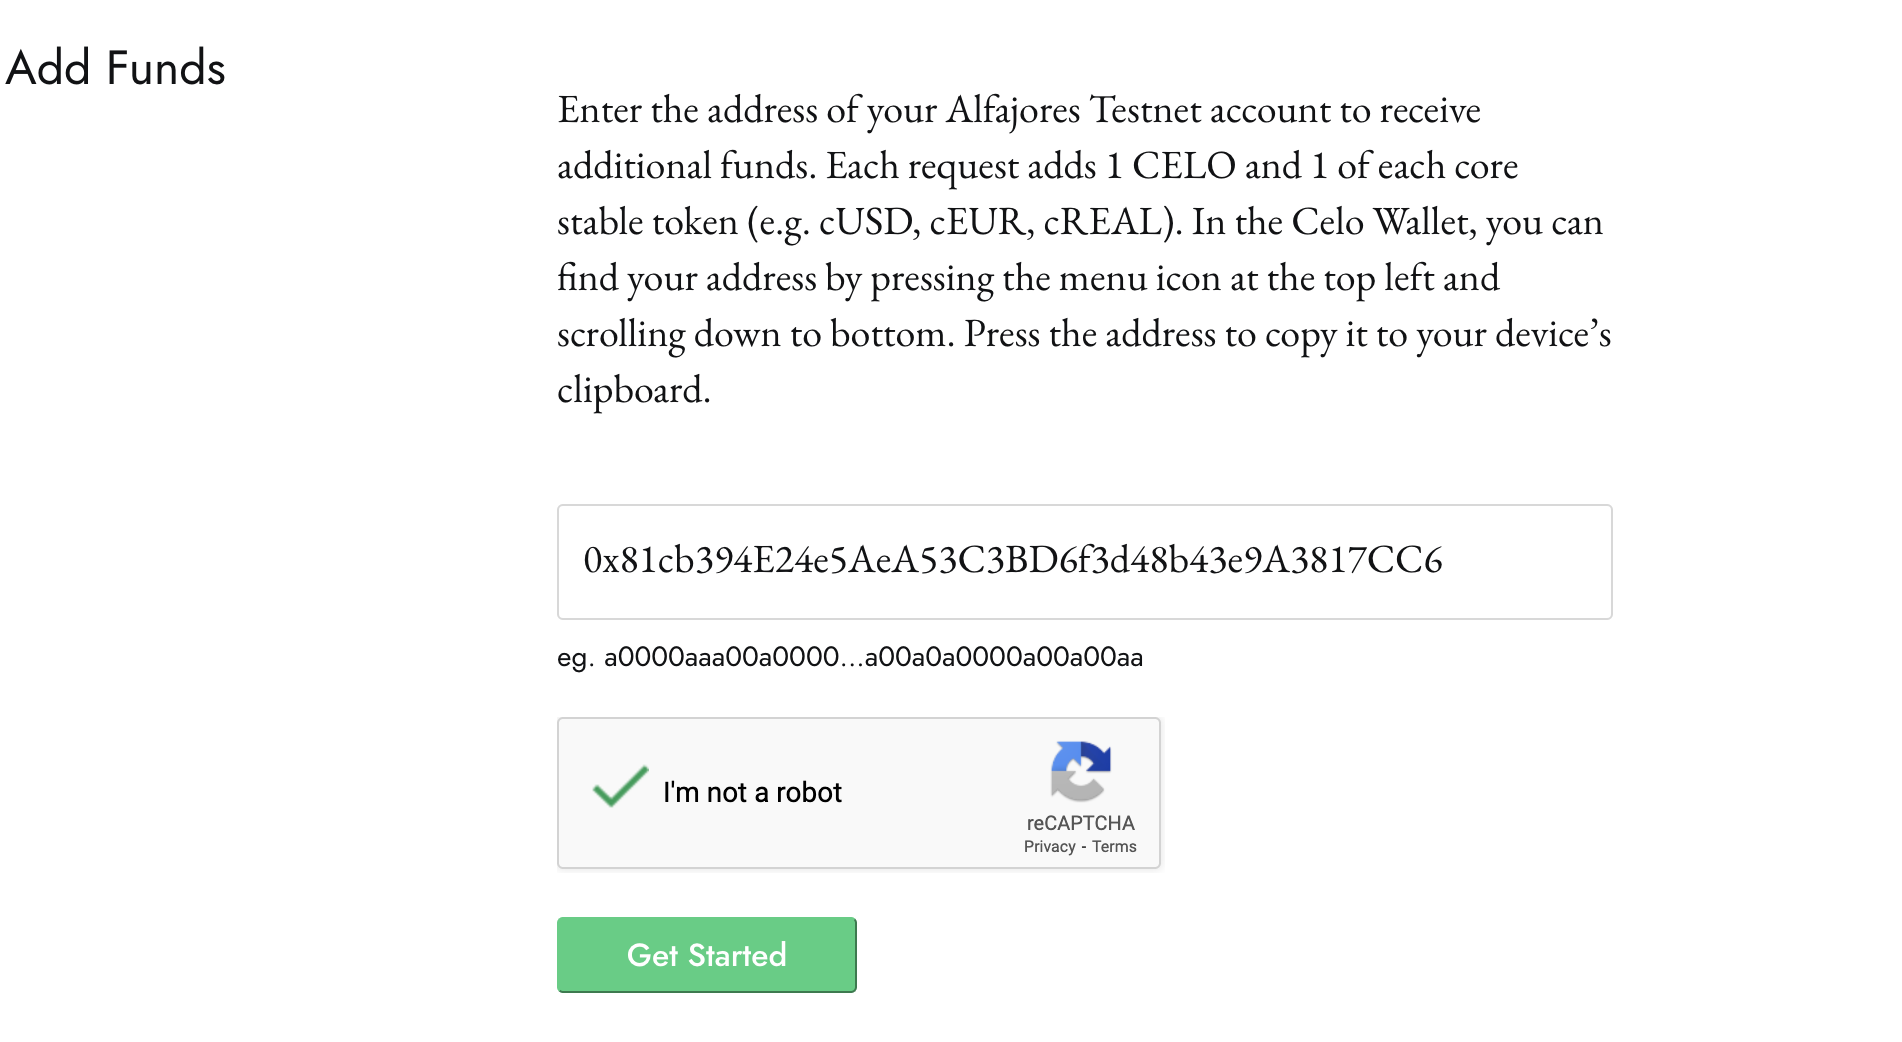 Add Funds
Enter the address of your Alfajores Testnet account to receive
additional funds. Each request adds 1 CELO and 1 of each core
stable token (e.g. cUSD, cEUR, cREAL). In the Celo Wallet, you can
find your address by pressing the menu icon at the top left and
scrolling down to bottom. Press the address to copy it to your device’s
clipboard.
0x81cb394E24e5AeA53C3BD6f3d48b43e9A3817CC6
eg. a0000aaa00a0000...a00a0a0000a00a00aa
I'm not a robot
reCAPTCHA
Privacy - Terms
Get Started